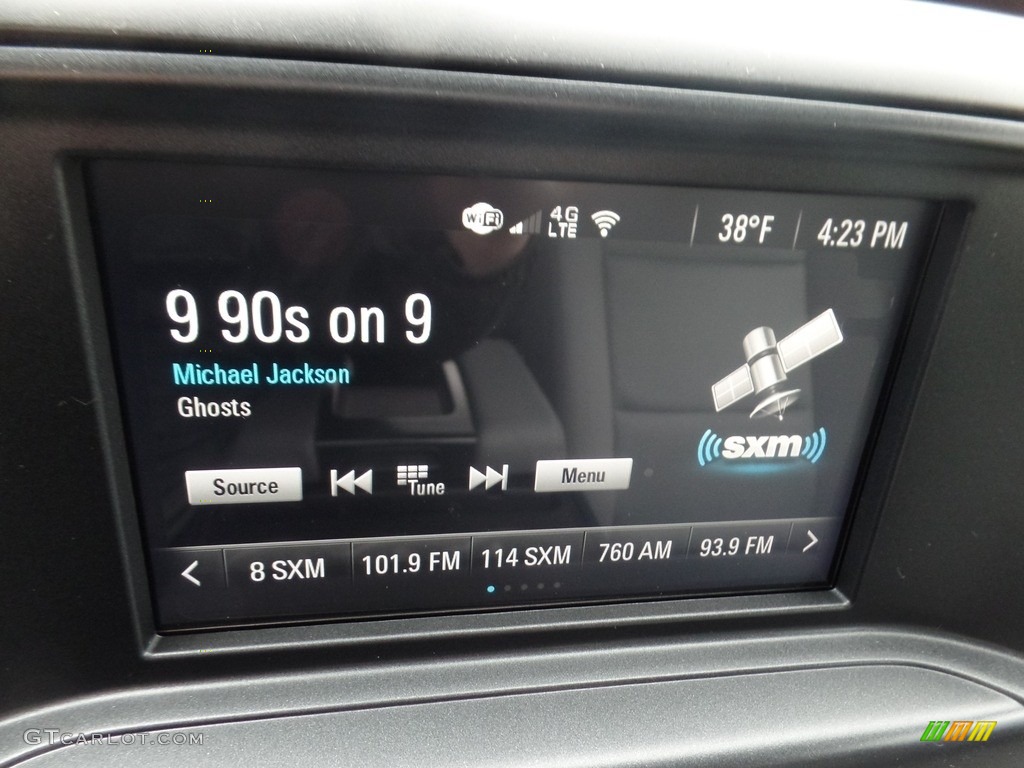 WiFi 4G LTE 38°F 4:23 PM
9 90s on 9
Michael Jackson
Ghosts
sxm
Source Tune Menu
8 SXM 101.9 FM 114 SXM 760 AM 93.9 FM
GTCARLOT.COM